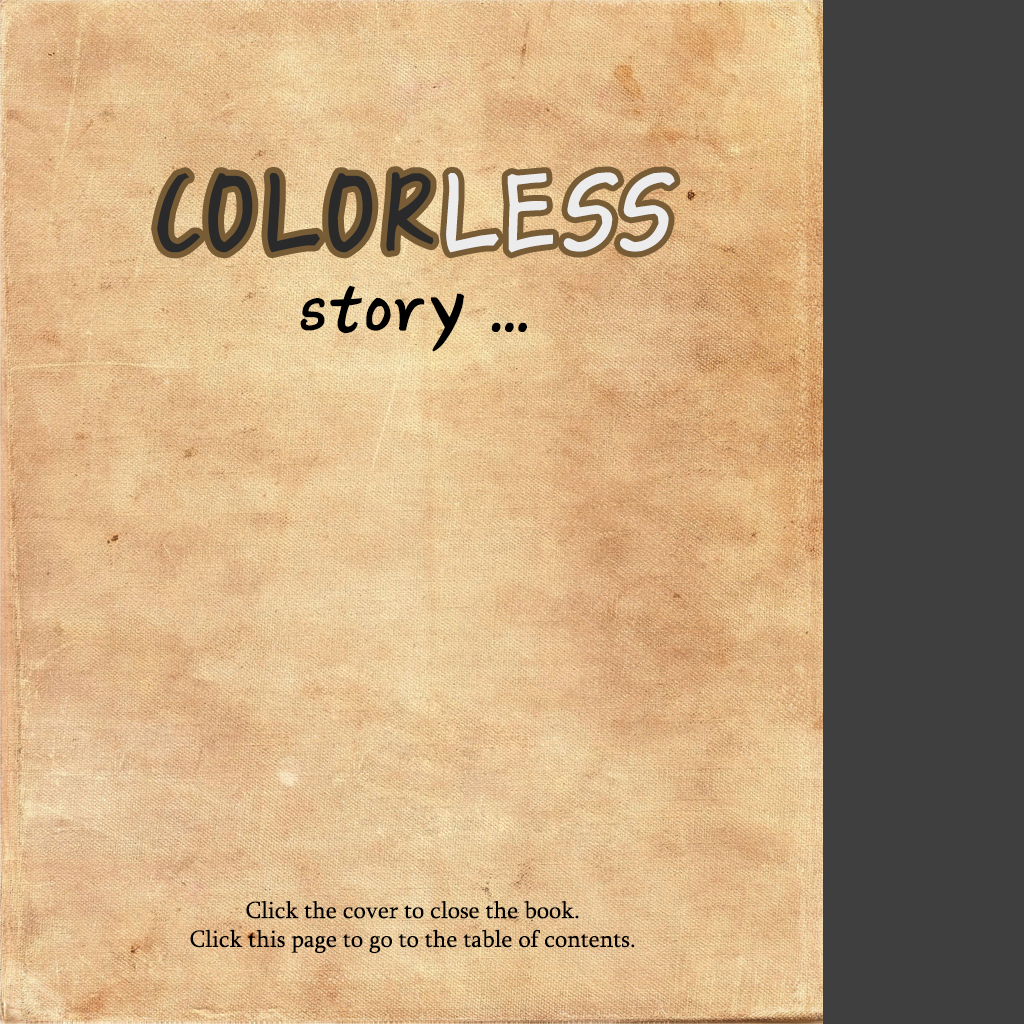 COLORLESS
story ...
Click the cover to close the book.
Click this page to go to the table of contents.